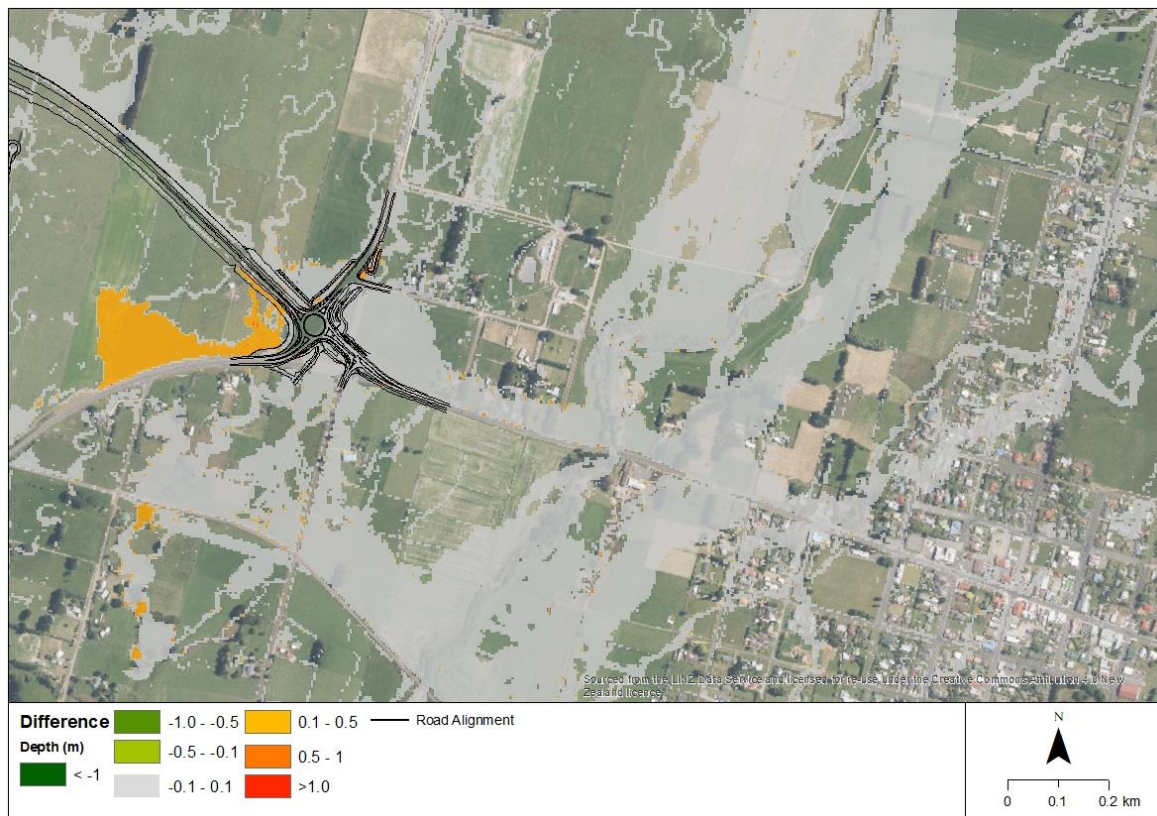 Sourced from the LINZ Data Service and licensed for re-use under the Creative Commons Attribution 4.0 New
Zealand licence
Difference
Depth (m)
< -1
-1.0 - -0.5
-0.5 - -0.1
-0.1 - 0.1
0.1 - 0.5
0.5 - 1
>1.0
Road Alignment
N
0 0.1 0.2 km